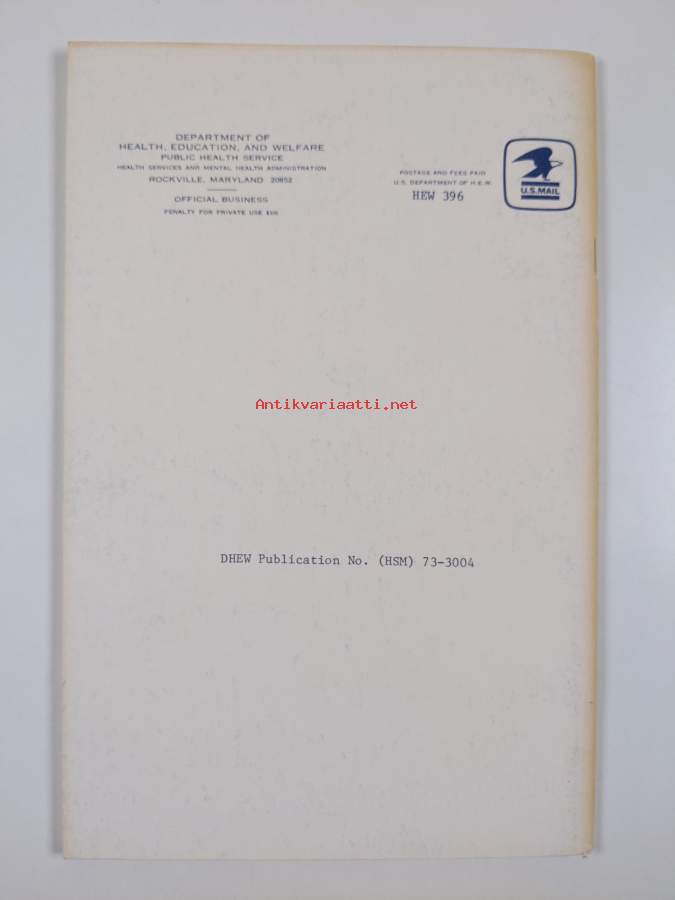 DEPARTMENT OF
HEALTH, EDUCATION, AND WELFARE
PUBLIC HEALTH SERVICE
HEALTH SERVICES AND MENTAL HEALTH ADMINISTRATION
ROCKVILLE, MARYLAND 20852
OFFICIAL BUSINESS
PENALTY FOR PRIVATE USE
POSTAGE AND FEES PAID
U.S. DEPARTMENT OF H.E.W.
HEW 396
U.S.MAIL
Antikvariaatti.net
DHEW Publication No. (HSM) 73-3004